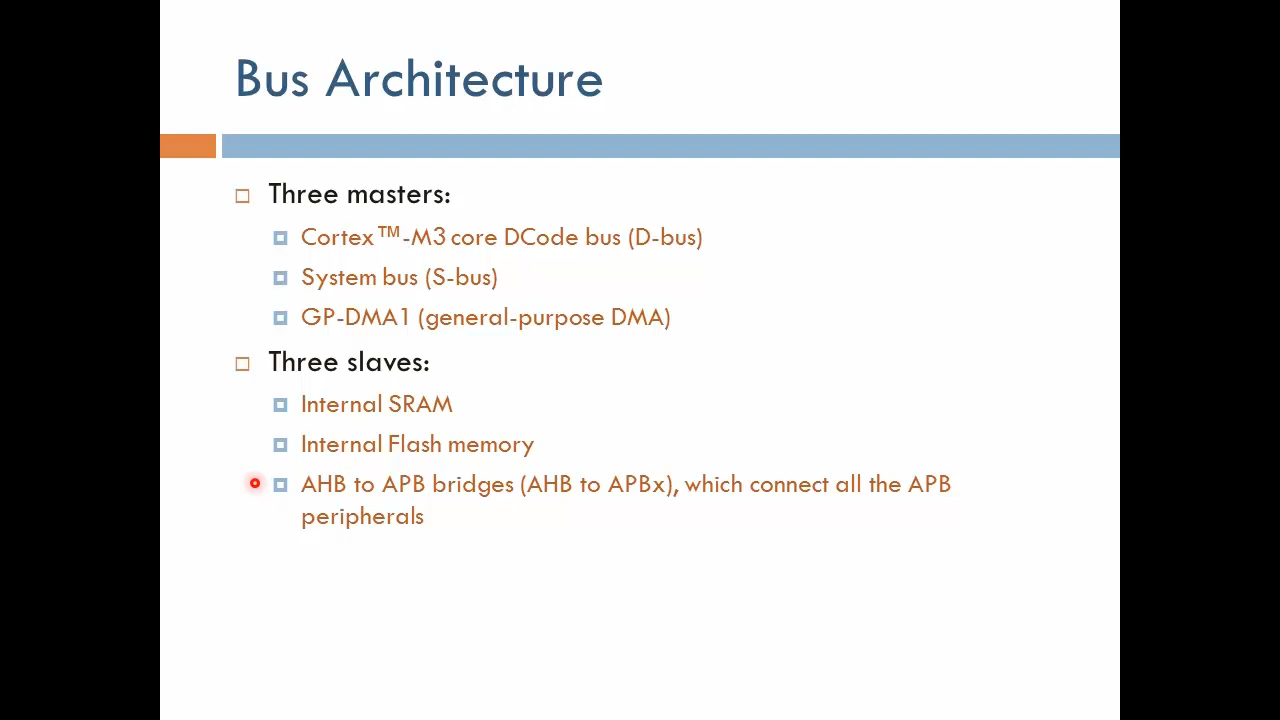 Bus Architecture
Three masters:
Cortex™-M3 core DCode bus (D-bus)
System bus (S-bus)
GP-DMA1 (general-purpose DMA)
Three slaves:
Internal SRAM
Internal Flash memory
AHB to APB bridges (AHB to APBx), which connect all the APB
peripherals